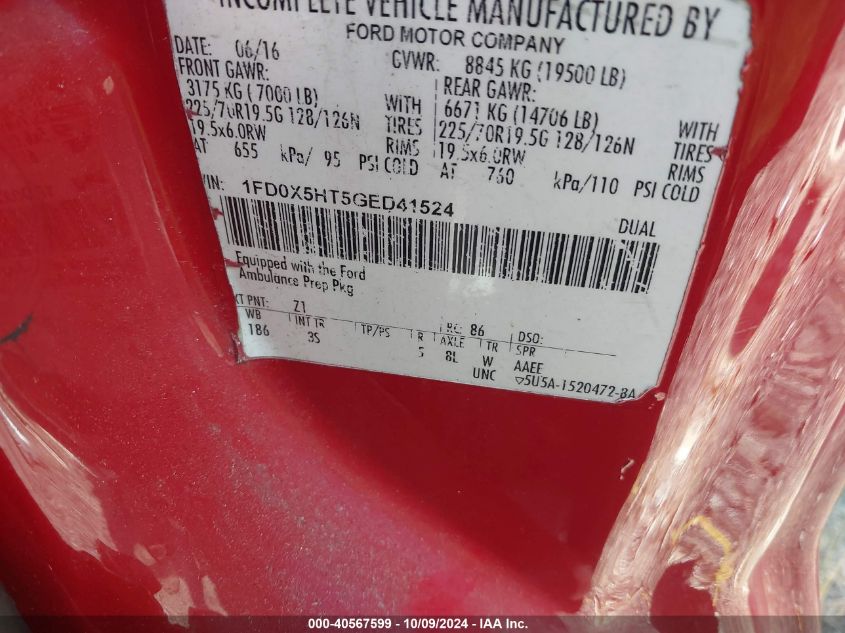 INCOMPLETE VEHICLE MANUFACTURED BY
FORD MOTOR COMPANY
DATE: 06/16 GVWR: 8845 KG (19500 LB)
FRONT GAWR: REAR GAWR:
3175 KG ( 7000 LB) WITH 6671 KG (14706 LB) WITH
225/70R19.5G 128/126N TIRES 225/70R19.5G 128/126N TIRES
19.5x6.0RW RIMS 19.5x6.0RW RIMS
AT 655 kPa/ 95 PSI COLD AT 760 kPa/110 PSI COLD
VIN: 1FD0X5HT5GED41524
DUAL
Equipped with the Ford
Ambulance Prep Pkg
XT PNT: Z1 RC: 86 DSO:
WB INT TR TP/PS R AXLE TR SPR
186 3S 5 8L W AAEE
UNC ▽5U5A-1520472-BA
000-40567599 - 10/09/2024 - IAA Inc.